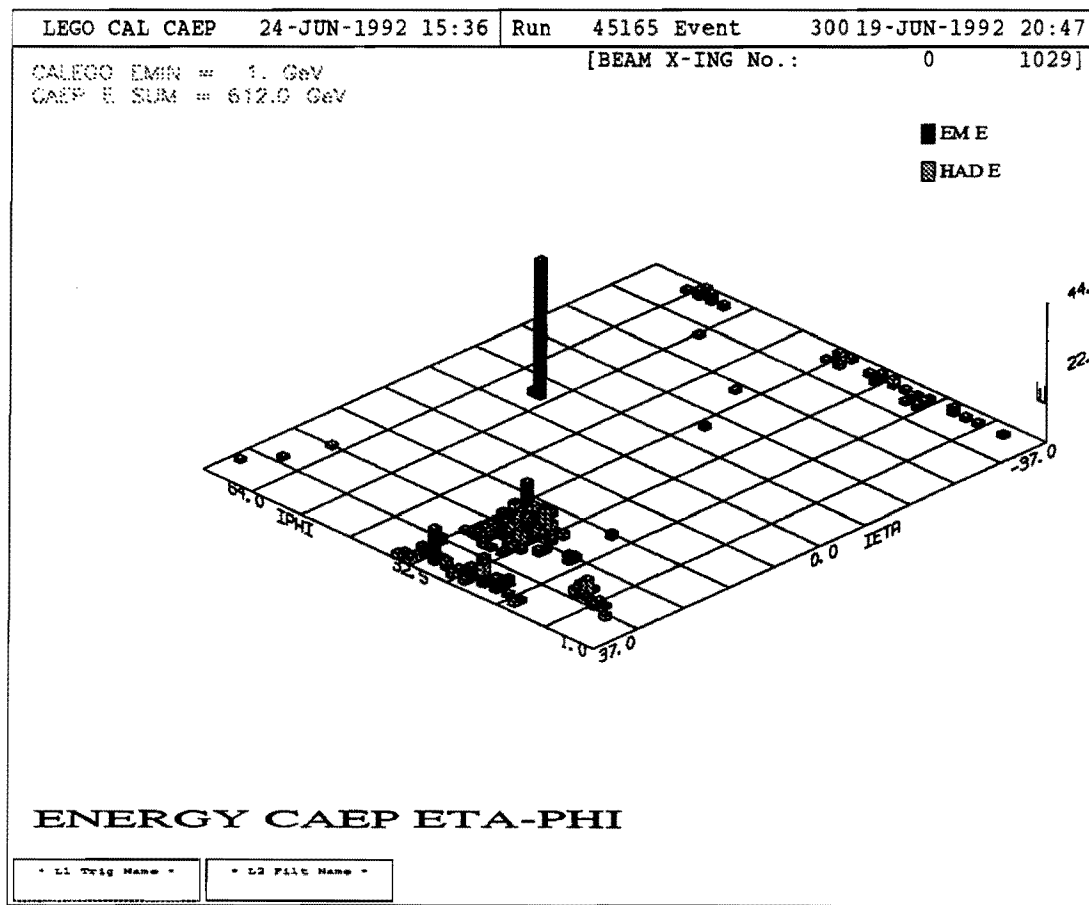 LEGO CAL CAEP 24-JUN-1992 15:36 Run 45165 Event 300 19-JUN-1992 20:47
[BEAM X-ING No.: 0 1029]
CALEGO EMIN = 1. GeV
CAEP E SUM = 612.0 GeV
EM E
HAD E
44.
22.
E
-37.0
64.0
IPHI
IETA
0.0
32.5
1.0 37.0
ENERGY CAEP ETA-PHI
* L1 Trig Name * * L2 Filt Name *